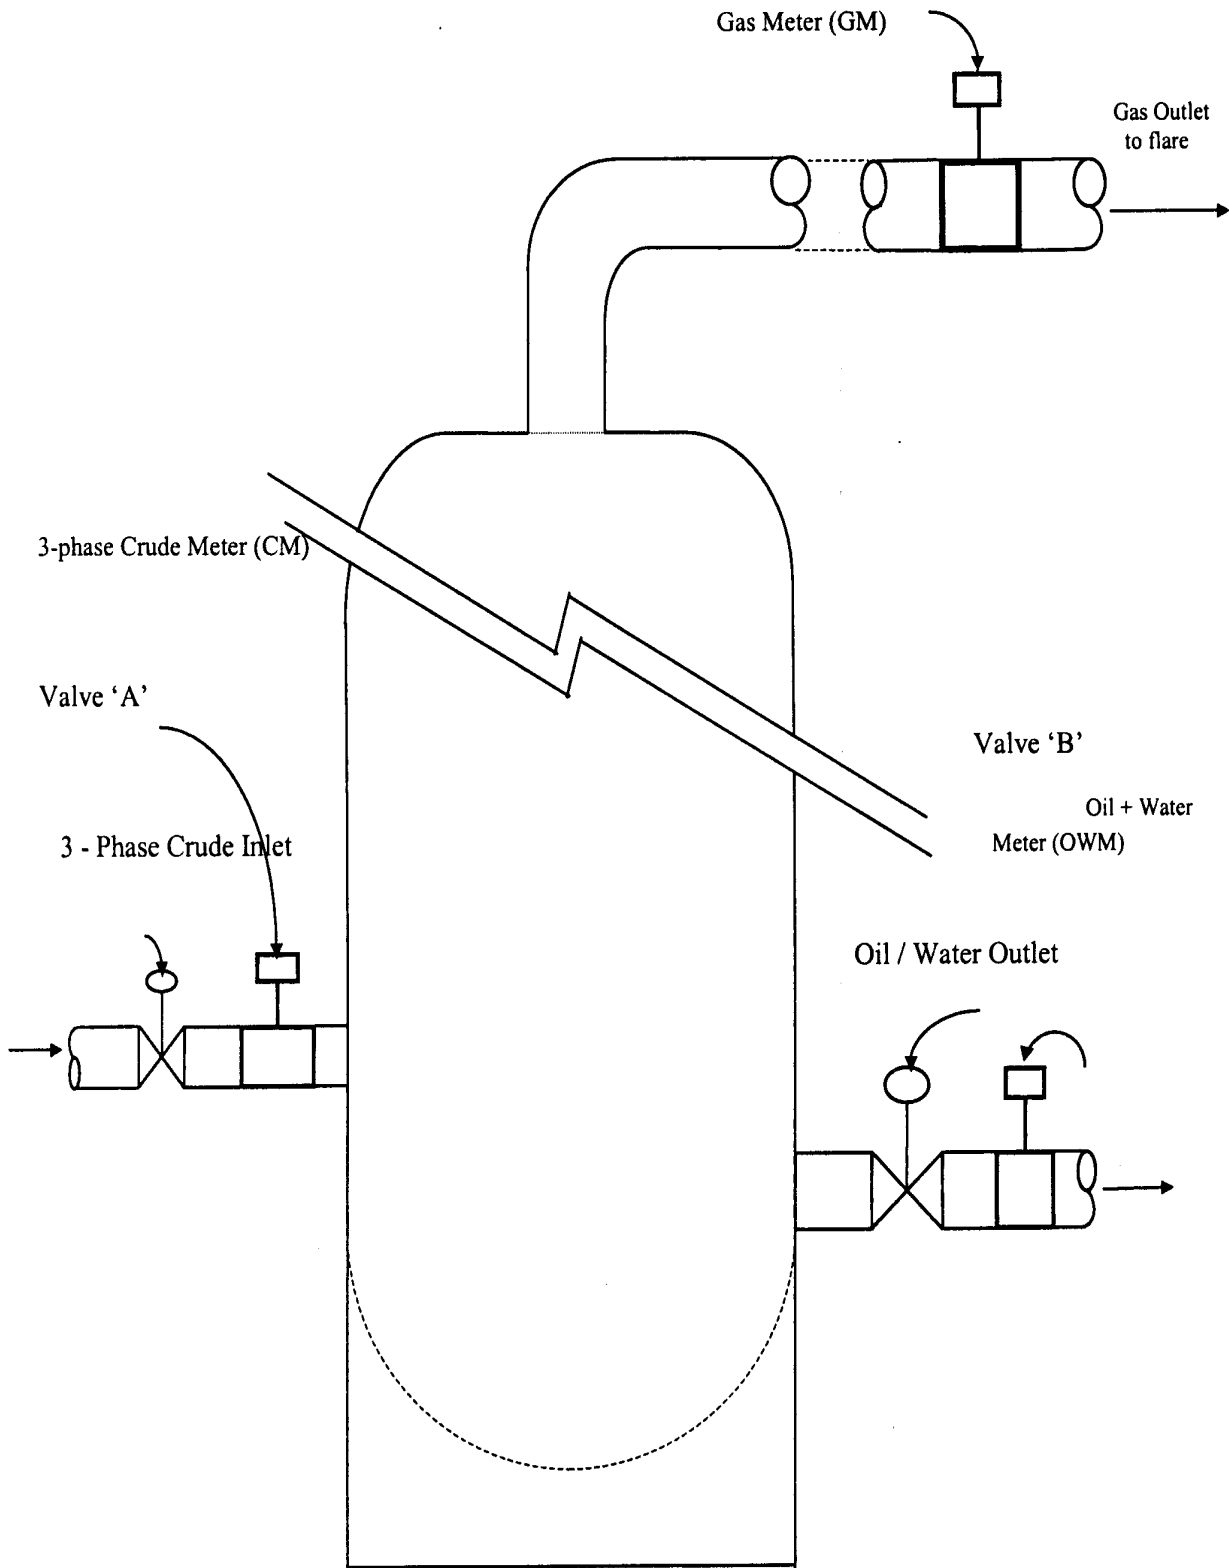 Gas Meter (GM)
Gas Outlet
to flare
3-phase Crude Meter (CM)
Valve ‘A’
Valve ‘B’
Oil + Water
Meter (OWM)
3 - Phase Crude Inlet
Oil / Water Outlet